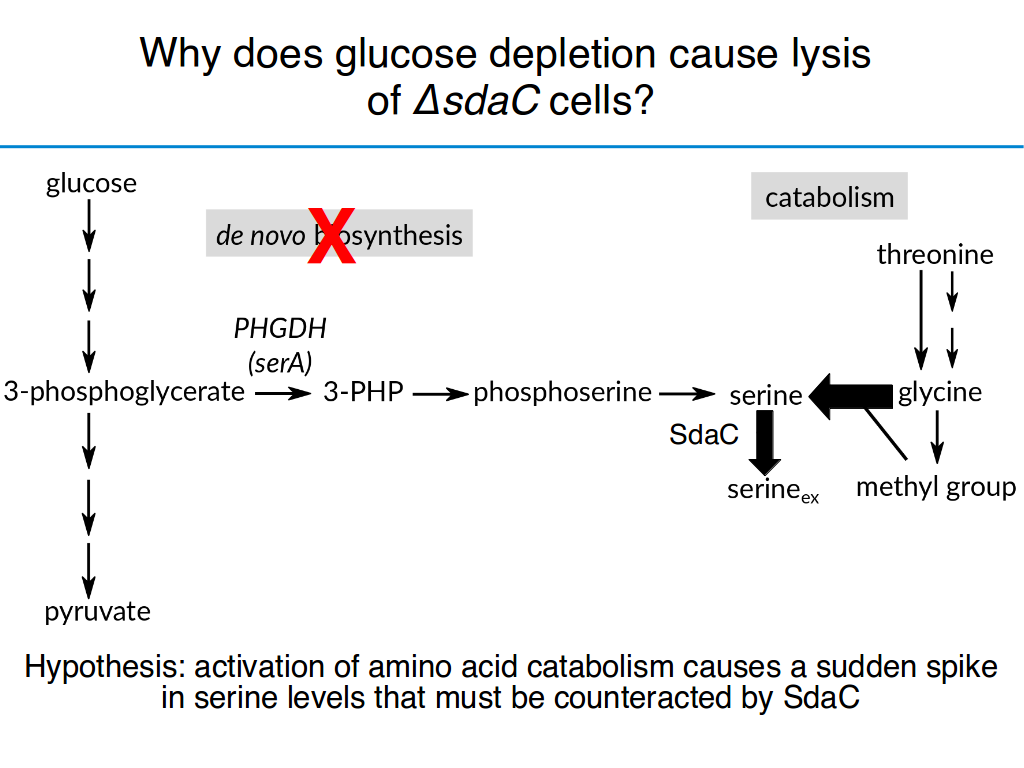 Why does glucose depletion cause lysis
of ΔsdaC cells?
glucose
catabolism
de novo biosynthesis
X
threonine
PHGDH
(serA)
3-phosphoglycerate
3-PHP
phosphoserine
serine
glycine
SdaC
serineex
methyl group
pyruvate
Hypothesis: activation of amino acid catabolism causes a sudden spike
in serine levels that must be counteracted by SdaC